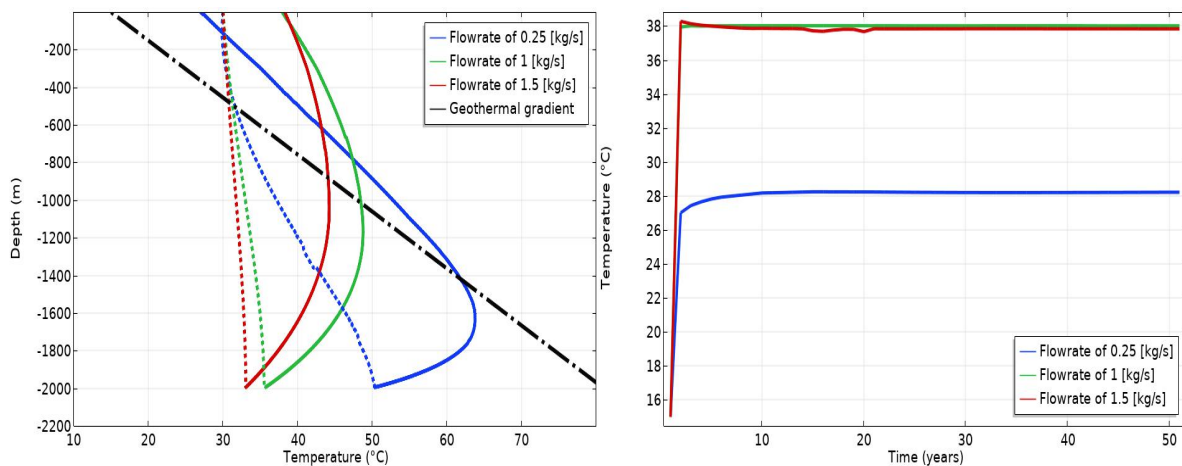 -200
-400
-600
-800
-1000
-1200
-1400
-1600
-1800
-2000
-2200
Depth (m)
10 20 30 40 50 60 70
Temperature (°C)
Flowrate of 0.25 [kg/s]
Flowrate of 1 [kg/s]
Flowrate of 1.5 [kg/s]
Geothermal gradient
38
36
34
32
30
28
26
24
22
20
18
16
Temperature (°C)
10 20 30 40 50
Time (years)
Flowrate of 0.25 [kg/s]
Flowrate of 1 [kg/s]
Flowrate of 1.5 [kg/s]